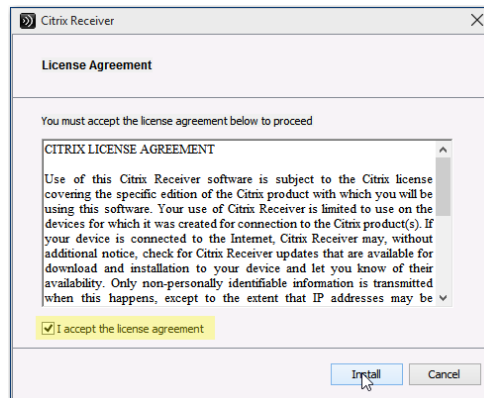 Citrix Receiver
License Agreement
You must accept the license agreement below to proceed
CITRIX LICENSE AGREEMENT
Use of this Citrix Receiver software is subject to the Citrix license
covering the specific edition of the Citrix product with which you will be
using this software. Your use of Citrix Receiver is limited to use on the
devices for which it was created for connection to the Citrix product(s). If
your device is connected to the Internet, Citrix Receiver may, without
additional notice, check for Citrix Receiver updates that are available for
download and installation to your device and let you know of their
availability. Only non-personally identifiable information is transmitted
when this happens, except to the extent that IP addresses may be
I accept the license agreement
Install
Cancel